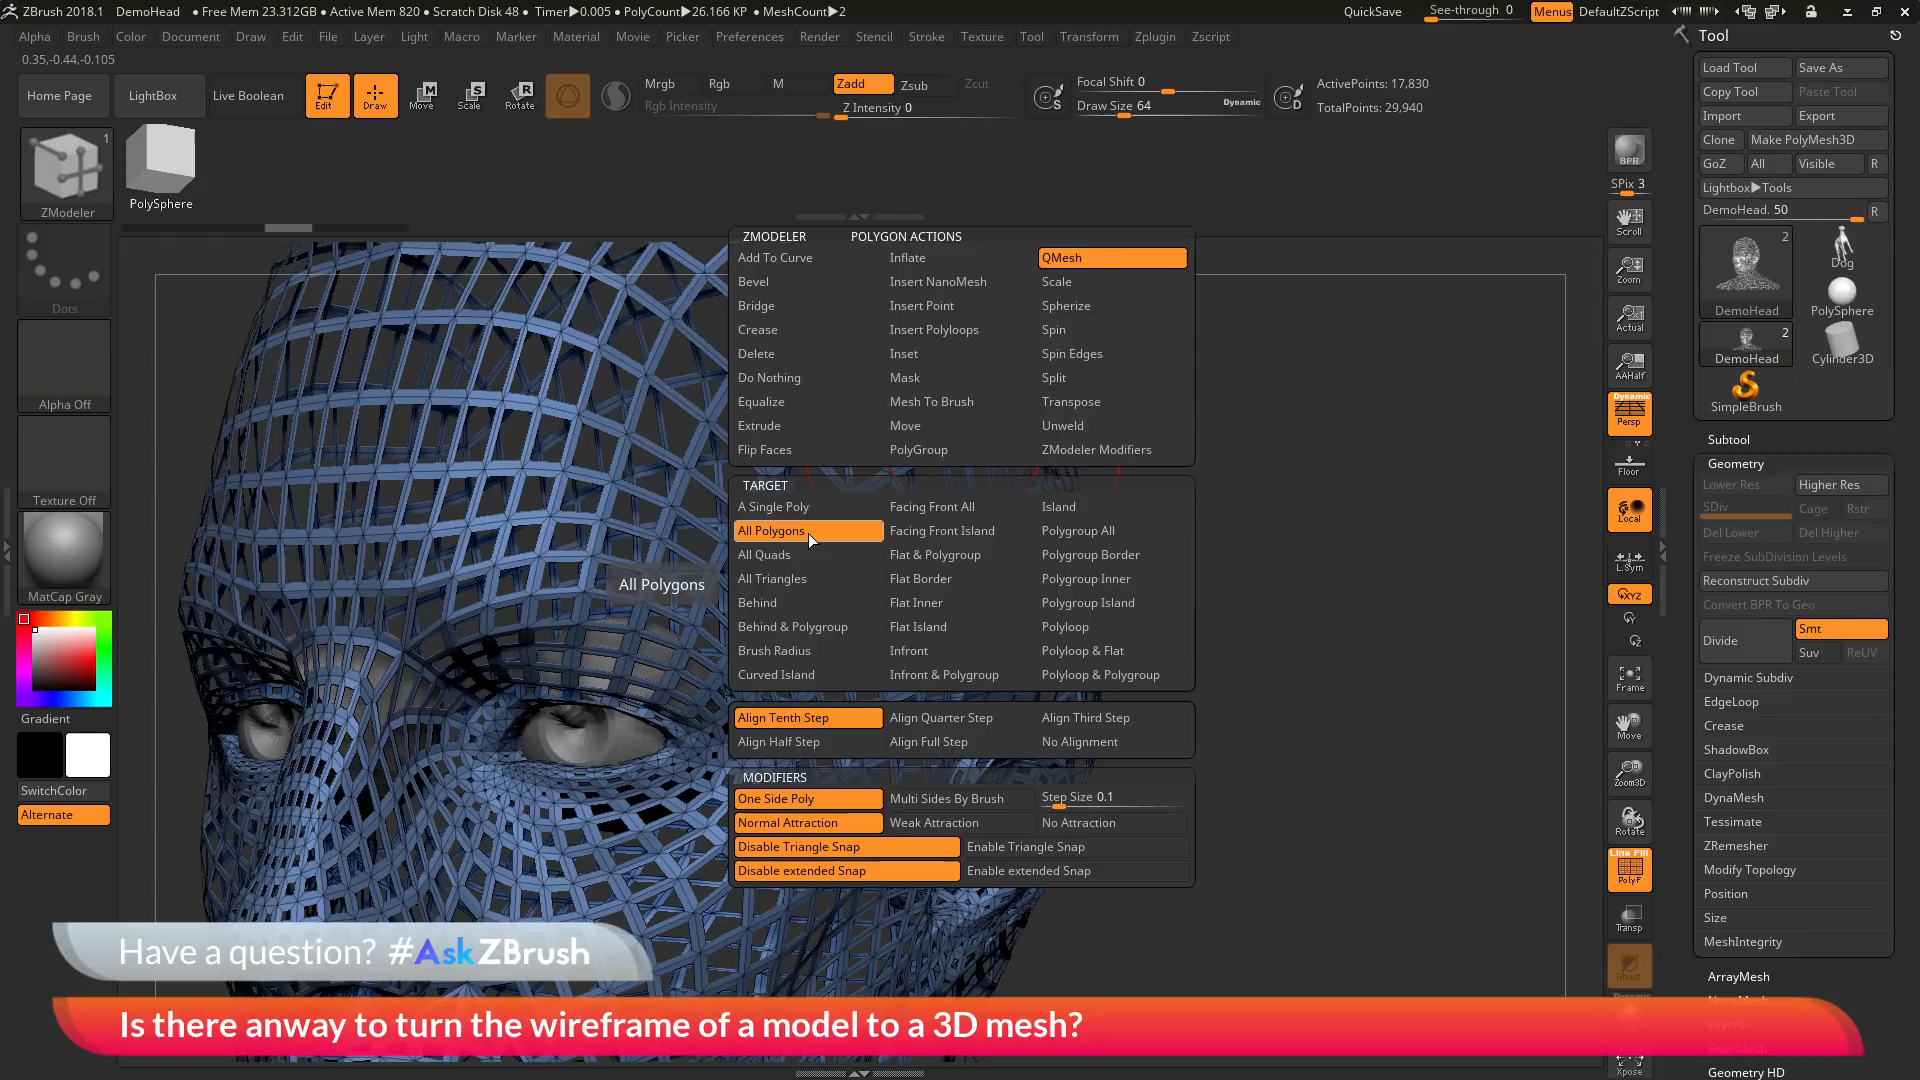 ZBrush 2018.1 DemoHead • Free Mem 23.312GB • Active Mem 820 • Scratch Disk 48 • Timer▶0.005 • PolyCount▶26.166 KP • MeshCount▶2 QuickSave See-through 0 Menus DefaultZScript
Alpha Brush Color Document Draw Edit File Layer Light Macro Marker Material Movie Picker Preferences Render Stencil Stroke Texture Tool Transform Zplugin Zscript
0.35,-0.44,-0.105
Home Page LightBox Live Boolean Edit Draw Move Scale Rotate
Mrgb Rgb M Zadd Zsub Zcut
Rgb Intensity Z Intensity 0
Focal Shift 0
Draw Size 64 Dynamic
ActivePoints: 17,830
TotalPoints: 29,940
1
ZModeler
PolySphere
Dots
Alpha Off
Texture Off
MatCap Gray
Gradient
SwitchColor
Alternate
ZMODELER POLYGON ACTIONS
Add To Curve Inflate QMesh
Bevel Insert NanoMesh Scale
Bridge Insert Point Spherize
Crease Insert Polyloops Spin
Delete Inset Spin Edges
Do Nothing Mask Split
Equalize Mesh To Brush Transpose
Extrude Move Unweld
Flip Faces PolyGroup ZModeler Modifiers
TARGET
A Single Poly Facing Front All Island
All Polygons Facing Front Island Polygroup All
All Quads Flat & Polygroup Polygroup Border
All Triangles Flat Border Polygroup Inner
Behind Flat Inner Polygroup Island
Behind & Polygroup Flat Island Polyloop
Brush Radius Infront Polyloop & Flat
Curved Island Infront & Polygroup Polyloop & Polygroup
All Polygons
Align Tenth Step Align Quarter Step Align Third Step
Align Half Step Align Full Step No Alignment
MODIFIERS
One Side Poly Multi Sides By Brush Step Size 0.1
Normal Attraction Weak Attraction No Attraction
Disable Triangle Snap Enable Triangle Snap
Disable extended Snap Enable extended Snap
BPR
SPix 3
Scroll
Zoom
Actual
AAHalf
Dynamic
Persp
Floor
Local
L.Sym
XYZ
Frame
Move
Zoom3D
Rotate
Line Fill
PolyF
Transp
Ghost
Dynamic
Xpose
Tool
Load Tool Save As
Copy Tool Paste Tool
Import Export
Clone Make PolyMesh3D
GoZ All Visible R
Lightbox▶Tools
DemoHead. 50 R
2
DemoHead
Dog
PolySphere
2
DemoHead
Cylinder3D
SimpleBrush
Subtool
Geometry
Lower Res Higher Res
SDiv Cage Rstr
Del Lower Del Higher
Freeze SubDivision Levels
Reconstruct Subdiv
Convert BPR To Geo
Divide Smt
Suv ReUV
Dynamic Subdiv
EdgeLoop
Crease
ShadowBox
ClayPolish
DynaMesh
Tessimate
ZRemesher
Modify Topology
Position
Size
MeshIntegrity
ArrayMesh
NanoMesh
Layers
FiberMesh
Geometry HD
Have a question? #AskZBrush
Is there anway to turn the wireframe of a model to a 3D mesh?